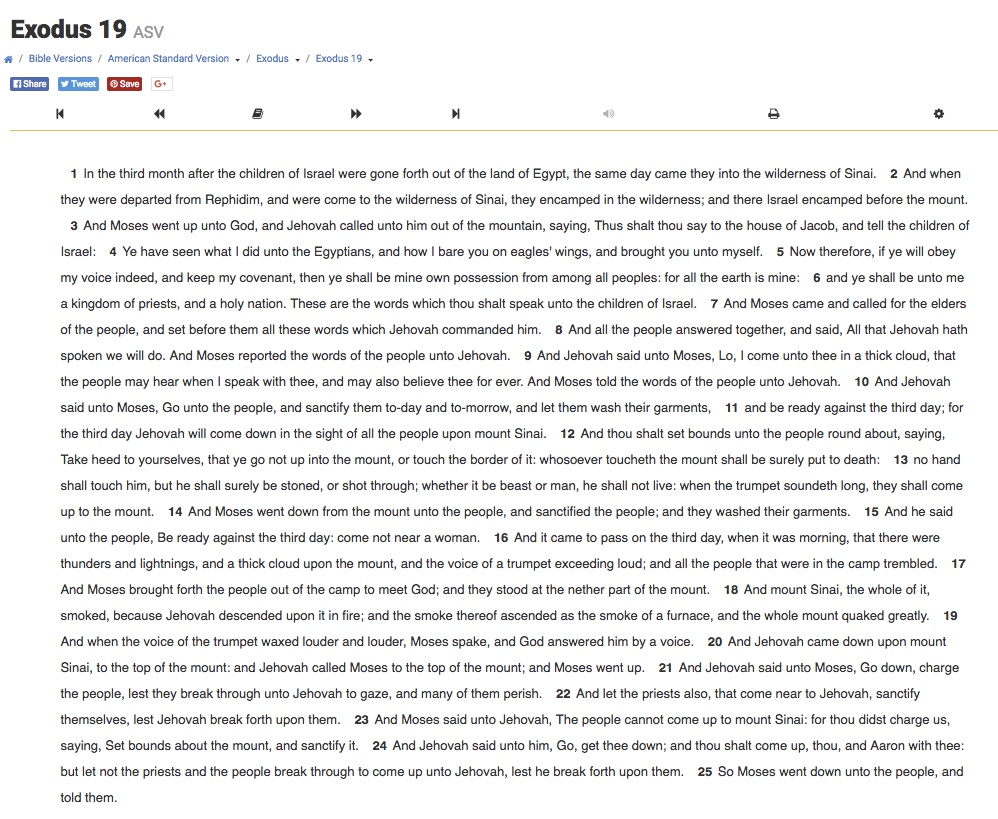 Exodus 19 ASV
/ Bible Versions / American Standard Version / Exodus / Exodus 19
Share Tweet Save G+
1 In the third month after the children of Israel were gone forth out of the land of Egypt, the same day came they into the wilderness of Sinai. 2 And when
they were departed from Rephidim, and were come to the wilderness of Sinai, they encamped in the wilderness; and there Israel encamped before the mount.
3 And Moses went up unto God, and Jehovah called unto him out of the mountain, saying, Thus shalt thou say to the house of Jacob, and tell the children of
Israel: 4 Ye have seen what I did unto the Egyptians, and how I bare you on eagles' wings, and brought you unto myself. 5 Now therefore, if ye will obey
my voice indeed, and keep my covenant, then ye shall be mine own possession from among all peoples: for all the earth is mine: 6 and ye shall be unto me
a kingdom of priests, and a holy nation. These are the words which thou shalt speak unto the children of Israel. 7 And Moses came and called for the elders
of the people, and set before them all these words which Jehovah commanded him. 8 And all the people answered together, and said, All that Jehovah hath
spoken we will do. And Moses reported the words of the people unto Jehovah. 9 And Jehovah said unto Moses, Lo, I come unto thee in a thick cloud, that
the people may hear when I speak with thee, and may also believe thee for ever. And Moses told the words of the people unto Jehovah. 10 And Jehovah
said unto Moses, Go unto the people, and sanctify them to-day and to-morrow, and let them wash their garments, 11 and be ready against the third day; for
the third day Jehovah will come down in the sight of all the people upon mount Sinai. 12 And thou shalt set bounds unto the people round about, saying,
Take heed to yourselves, that ye go not up into the mount, or touch the border of it: whosoever toucheth the mount shall be surely put to death: 13 no hand
shall touch him, but he shall surely be stoned, or shot through; whether it be beast or man, he shall not live: when the trumpet soundeth long, they shall come
up to the mount. 14 And Moses went down from the mount unto the people, and sanctified the people; and they washed their garments. 15 And he said
unto the people, Be ready against the third day: come not near a woman. 16 And it came to pass on the third day, when it was morning, that there were
thunders and lightnings, and a thick cloud upon the mount, and the voice of a trumpet exceeding loud; and all the people that were in the camp trembled. 17
And Moses brought forth the people out of the camp to meet God; and they stood at the nether part of the mount. 18 And mount Sinai, the whole of it,
smoked, because Jehovah descended upon it in fire; and the smoke thereof ascended as the smoke of a furnace, and the whole mount quaked greatly. 19
And when the voice of the trumpet waxed louder and louder, Moses spake, and God answered him by a voice. 20 And Jehovah came down upon mount
Sinai, to the top of the mount: and Jehovah called Moses to the top of the mount; and Moses went up. 21 And Jehovah said unto Moses, Go down, charge
the people, lest they break through unto Jehovah to gaze, and many of them perish. 22 And let the priests also, that come near to Jehovah, sanctify
themselves, lest Jehovah break forth upon them. 23 And Moses said unto Jehovah, The people cannot come up to mount Sinai: for thou didst charge us,
saying, Set bounds about the mount, and sanctify it. 24 And Jehovah said unto him, Go, get thee down; and thou shalt come up, thou, and Aaron with thee:
but let not the priests and the people break through to come up unto Jehovah, lest he break forth upon them. 25 So Moses went down unto the people, and
told them.